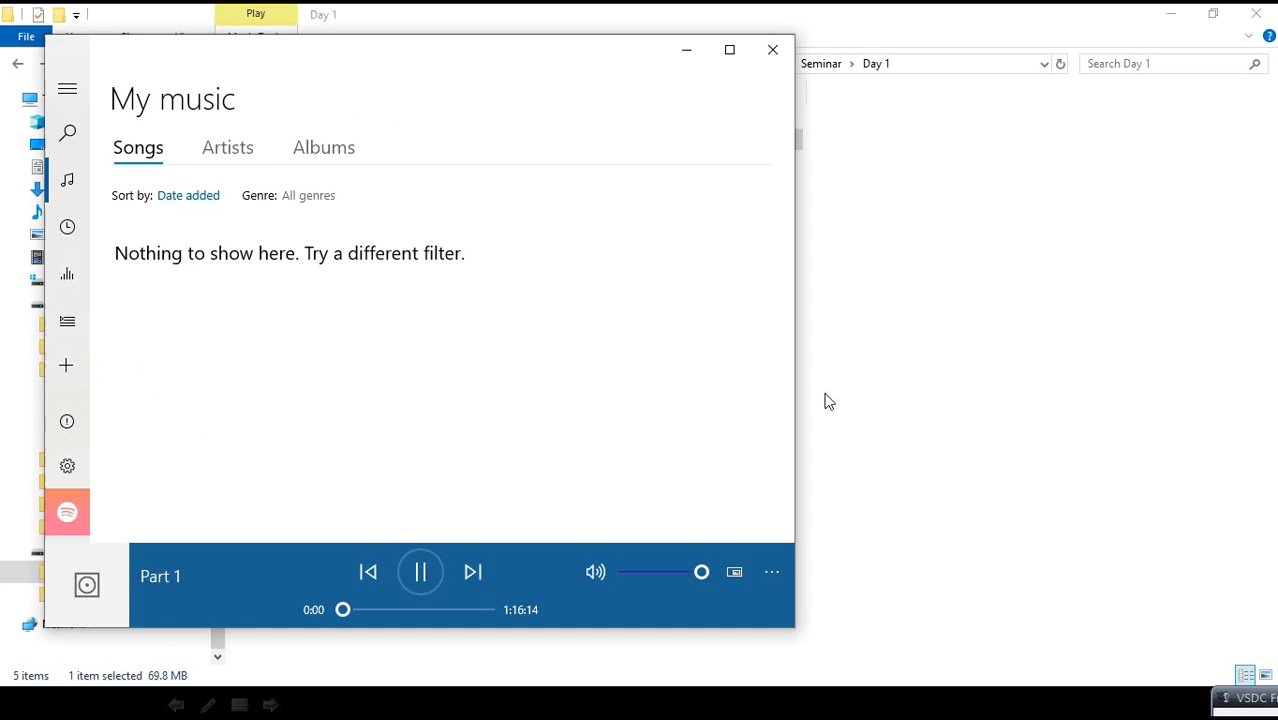 Play
Day 1
File
Seminar > Day 1
Search Day 1
My music
Songs Artists Albums
Sort by: Date added Genre: All genres
Nothing to show here. Try a different filter.
Part 1
0:00 1:16:14
5 items 1 item selected 69.8 MB
VSDC F